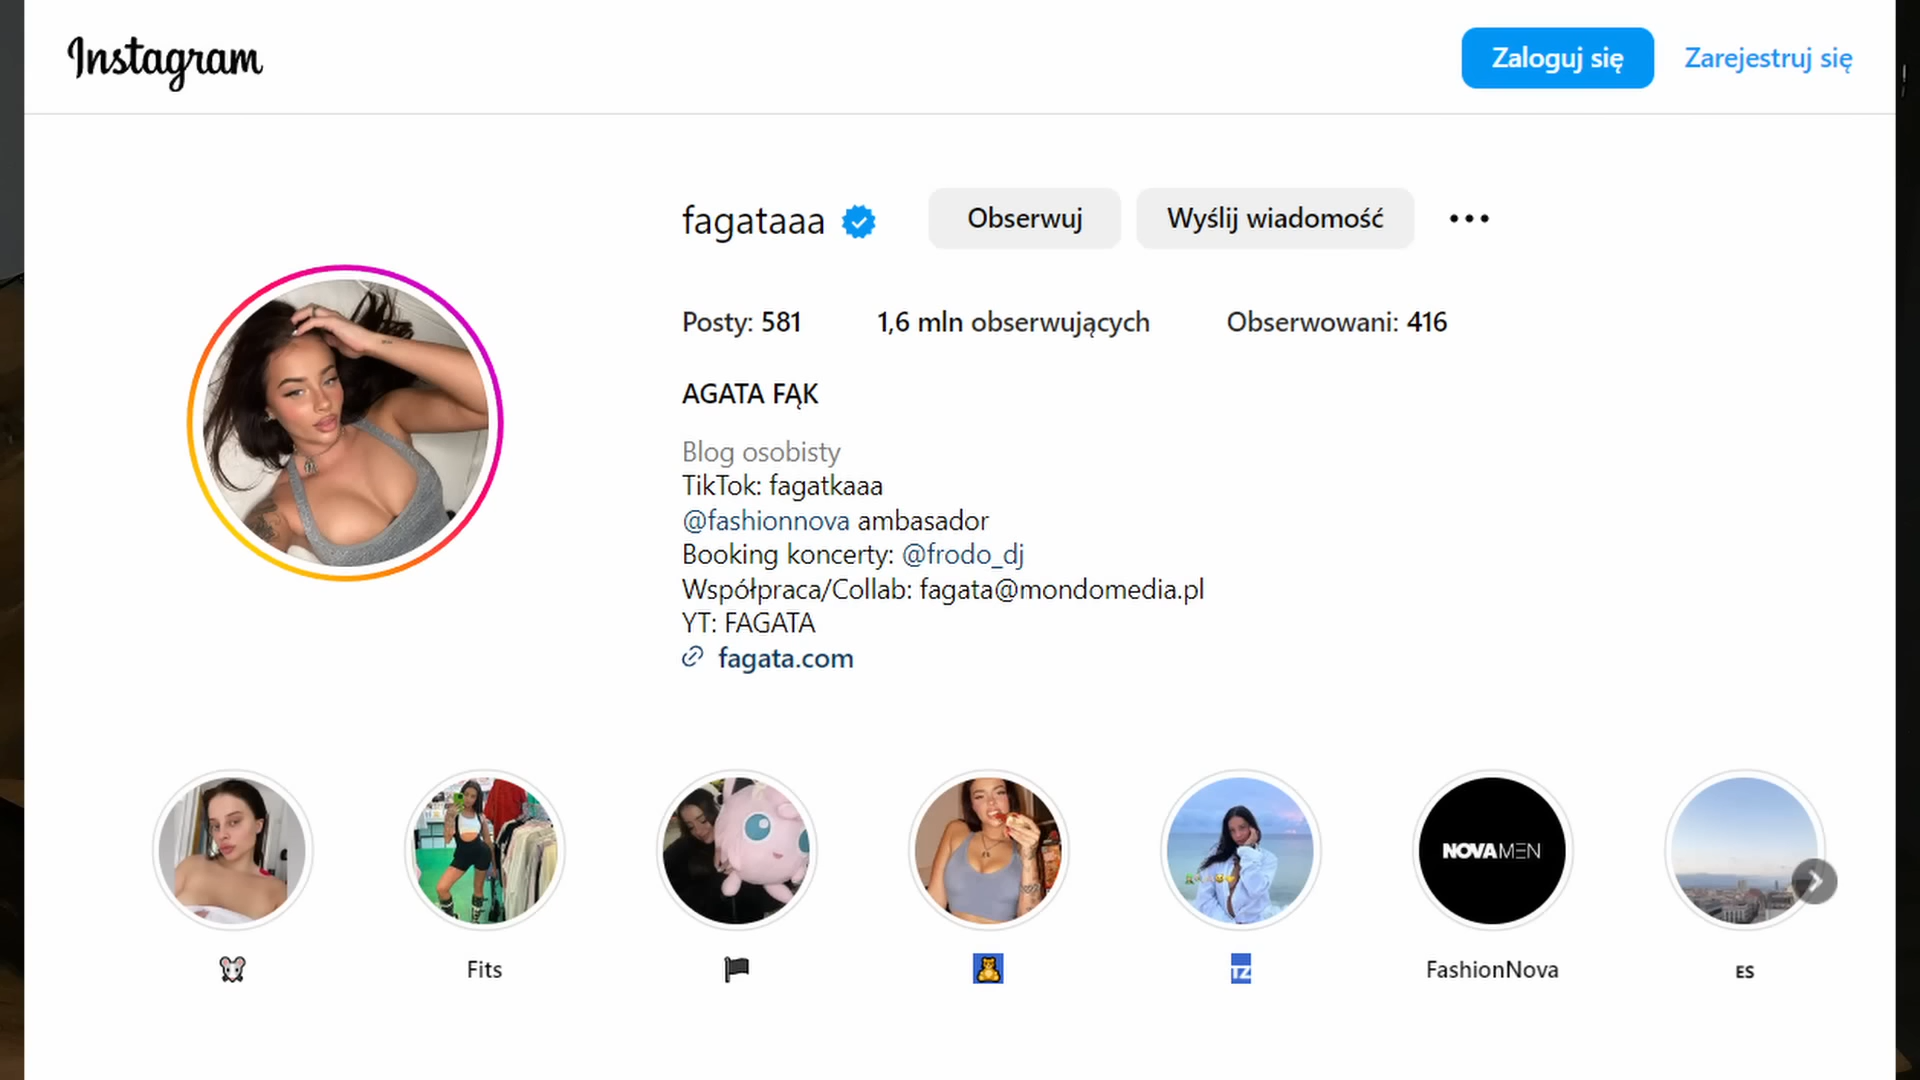 Instagram
Zaloguj się
Zarejestruj się
fagataaa
Obserwuj
Wyślij wiadomość
Posty: 581
1,6 mln obserwujących
Obserwowani: 416
AGATA FĄK
Blog osobisty
TikTok: fagatkaaa
@fashionnova ambasador
Booking koncerty: @frodo_dj
Współpraca/Collab: fagata@mondomedia.pl
YT: FAGATA
fagata.com
NOVAMEN
Fits
TZ
FashionNova
ES